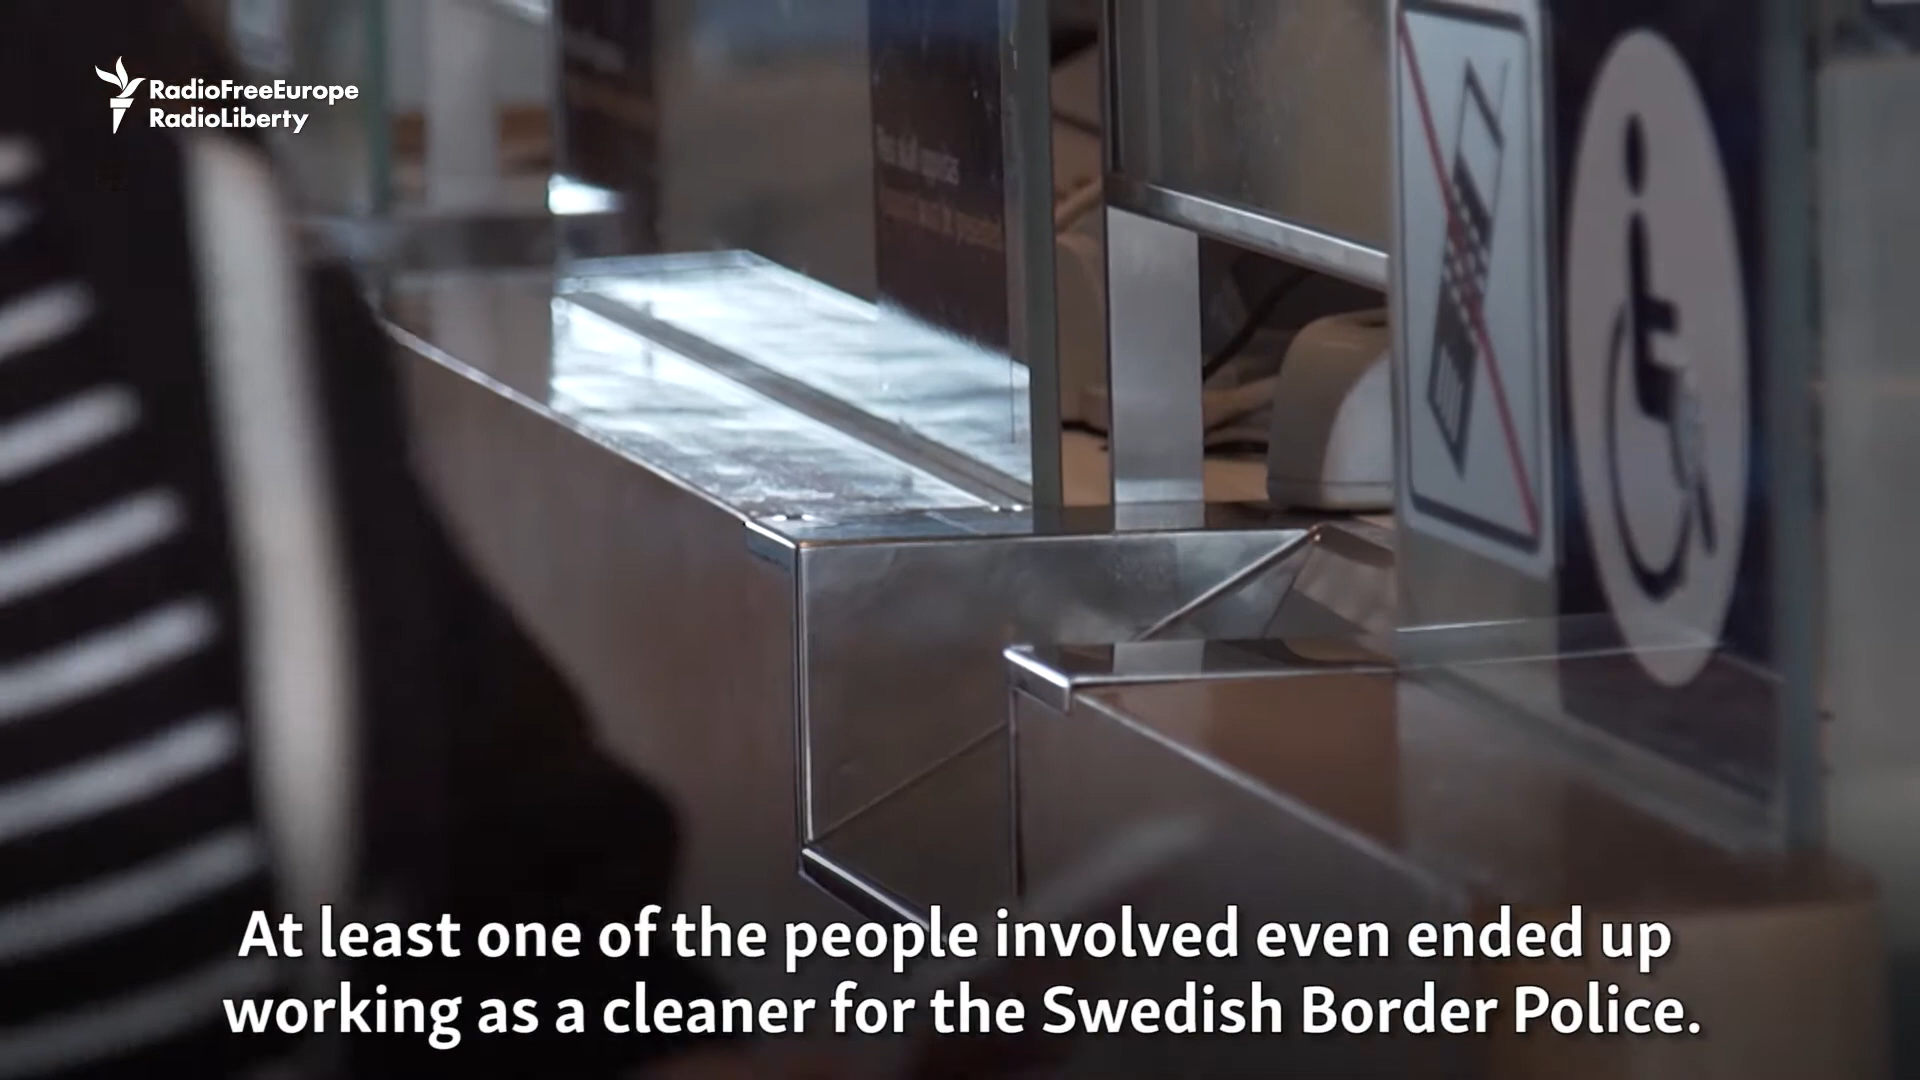 RadioFreeEurope
RadioLiberty
At least one of the people involved even ended up
working as a cleaner for the Swedish Border Police.